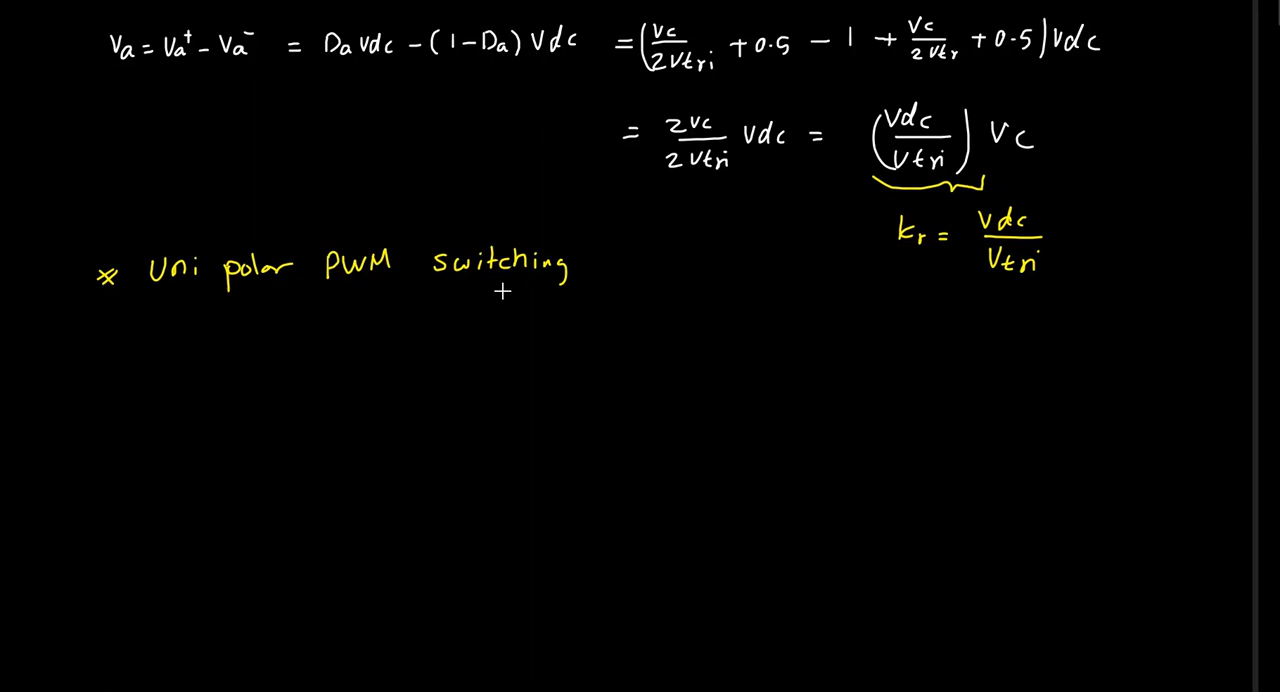 Va = Va⁺ - Va⁻ = Da Vdc - (1 - Da) Vdc = (Vc/2Vtri + 0.5 - 1 + Vc/2Vtr + 0.5) Vdc
= 2Vc/2Vtri Vdc = (Vdc/Vtri) Vc
kr = Vdc/Vtri
* Uni polar PWM switching